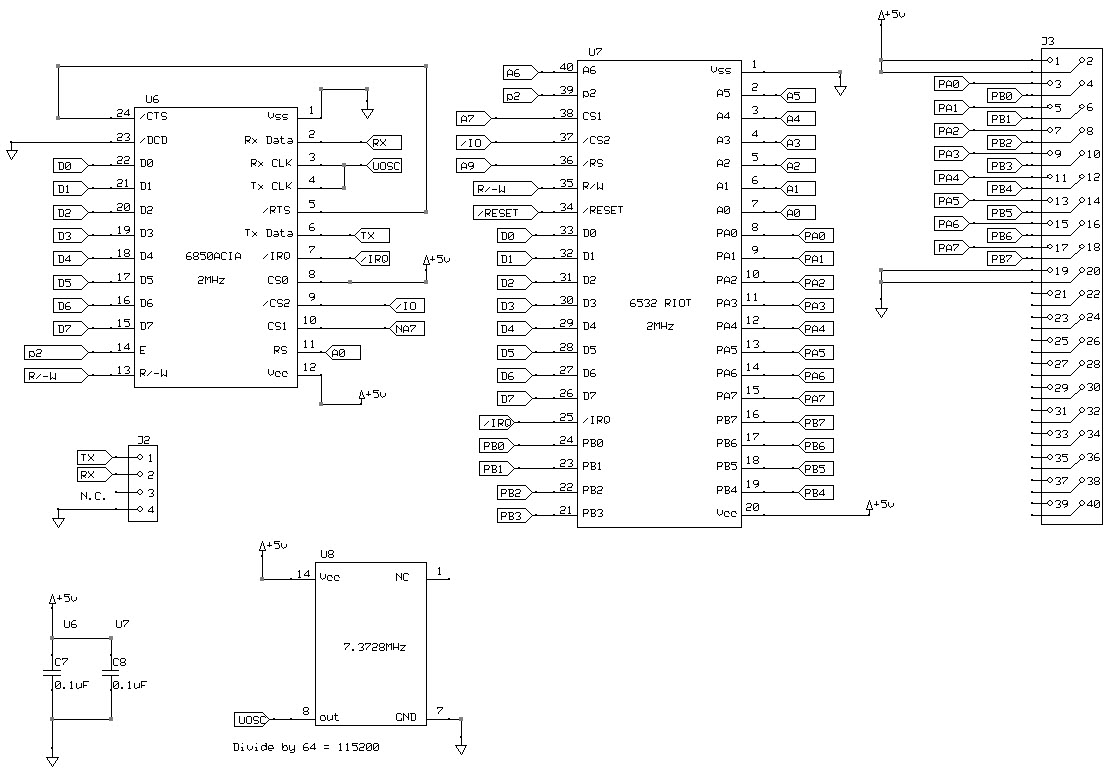 U6
24 /CTS Vss 1
23 /DCD Rx Data 2 RX
D0 22 D0 Rx CLK 3 UOSC
D1 21 D1 Tx CLK 4
D2 20 D2 /RTS 5
D3 19 D3 Tx Data 6 TX
D4 18 D4 6850ACIA /IRQ 7 /IRQ
D5 17 D5 2MHz CS0 8 +5v
D6 16 D6 /CS2 9 /IO
D7 15 D7 CS1 10 NA7
p2 14 E RS 11 A0
R/-W 13 R/-W Vcc 12 +5v
J2
TX 1
RX 2
N.C. 3
4
+5v
U6 U7
C7 C8
0.1uF 0.1uF
+5v U8
14 Vcc NC 1
7.3728MHz
UOSC 8 out GND 7
Divide by 64 = 115200
U7
A6 40 A6 Vss 1
p2 39 p2 A5 2 A5
A7 38 CS1 A4 3 A4
/IO 37 /CS2 A3 4 A3
A9 36 /RS A2 5 A2
R/-W 35 R/W A1 6 A1
/RESET 34 /RESET A0 7 A0
D0 33 D0 PA0 8 PA0
D1 32 D1 PA1 9 PA1
D2 31 D2 PA2 10 PA2
D3 30 D3 6532 RIOT PA3 11 PA3
D4 29 D4 2MHz PA4 12 PA4
D5 28 D5 PA5 13 PA5
D6 27 D6 PA6 14 PA6
D7 26 D7 PA7 15 PA7
/IRQ 25 /IRQ PB7 16 PB7
PB0 24 PB0 PB6 17 PB6
PB1 23 PB1 PB5 18 PB5
PB2 22 PB2 PB4 19 PB4
PB3 21 PB3 Vcc 20 +5v
+5v
J3
1 2
PA0 3 4
PB0
PA1 5 6
PB1
PA2 7 8
PB2
PA3 9 10
PB3
PA4 11 12
PB4
PA5 13 14
PB5
PA6 15 16
PB6
PA7 17 18
PB7
19 20
21 22
23 24
25 26
27 28
29 30
31 32
33 34
35 36
37 38
39 40